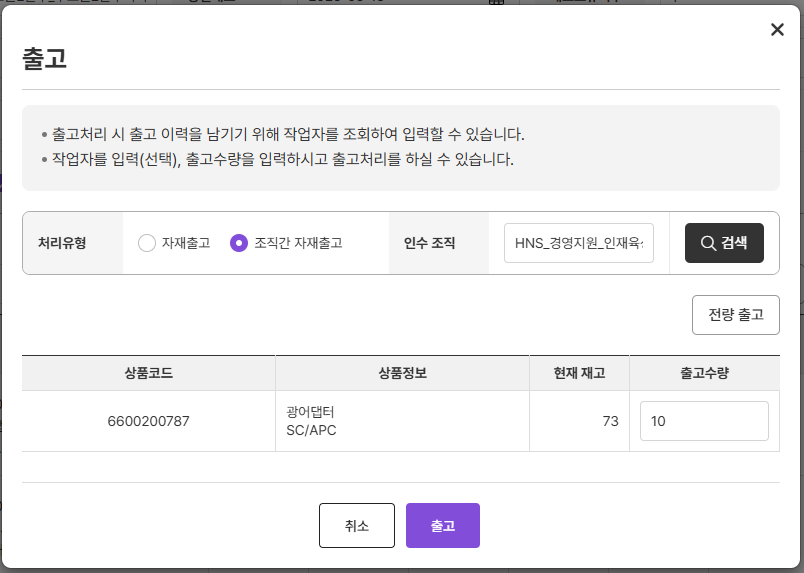 출고
• 출고처리 시 출고 이력을 남기기 위해 작업자를 조회하여 입력할 수 있습니다.
• 작업자를 입력(선택), 출고수량을 입력하시고 출고처리를 하실 수 있습니다.
처리유형 자재출고 조직간 자재출고 인수 조직 HNS_경영지원_인재육 검색
전량 출고
상품코드 상품정보 현재 재고 출고수량
6600200787 광어댑터 73 10
SC/APC
취소 출고